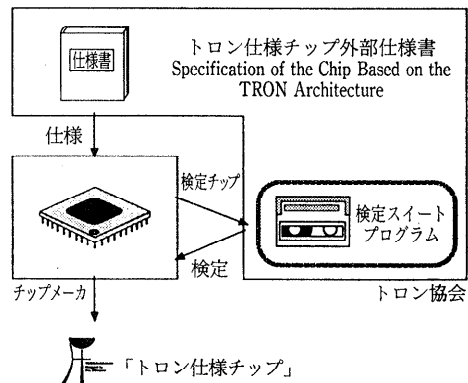 仕様書
トロン仕様チップ外部仕様書
Specification of the Chip Based on the
TRON Architecture
仕様
検定チップ
検定スイート
プログラム
検定
チップメーカ
トロン協会
「トロン仕様チップ」